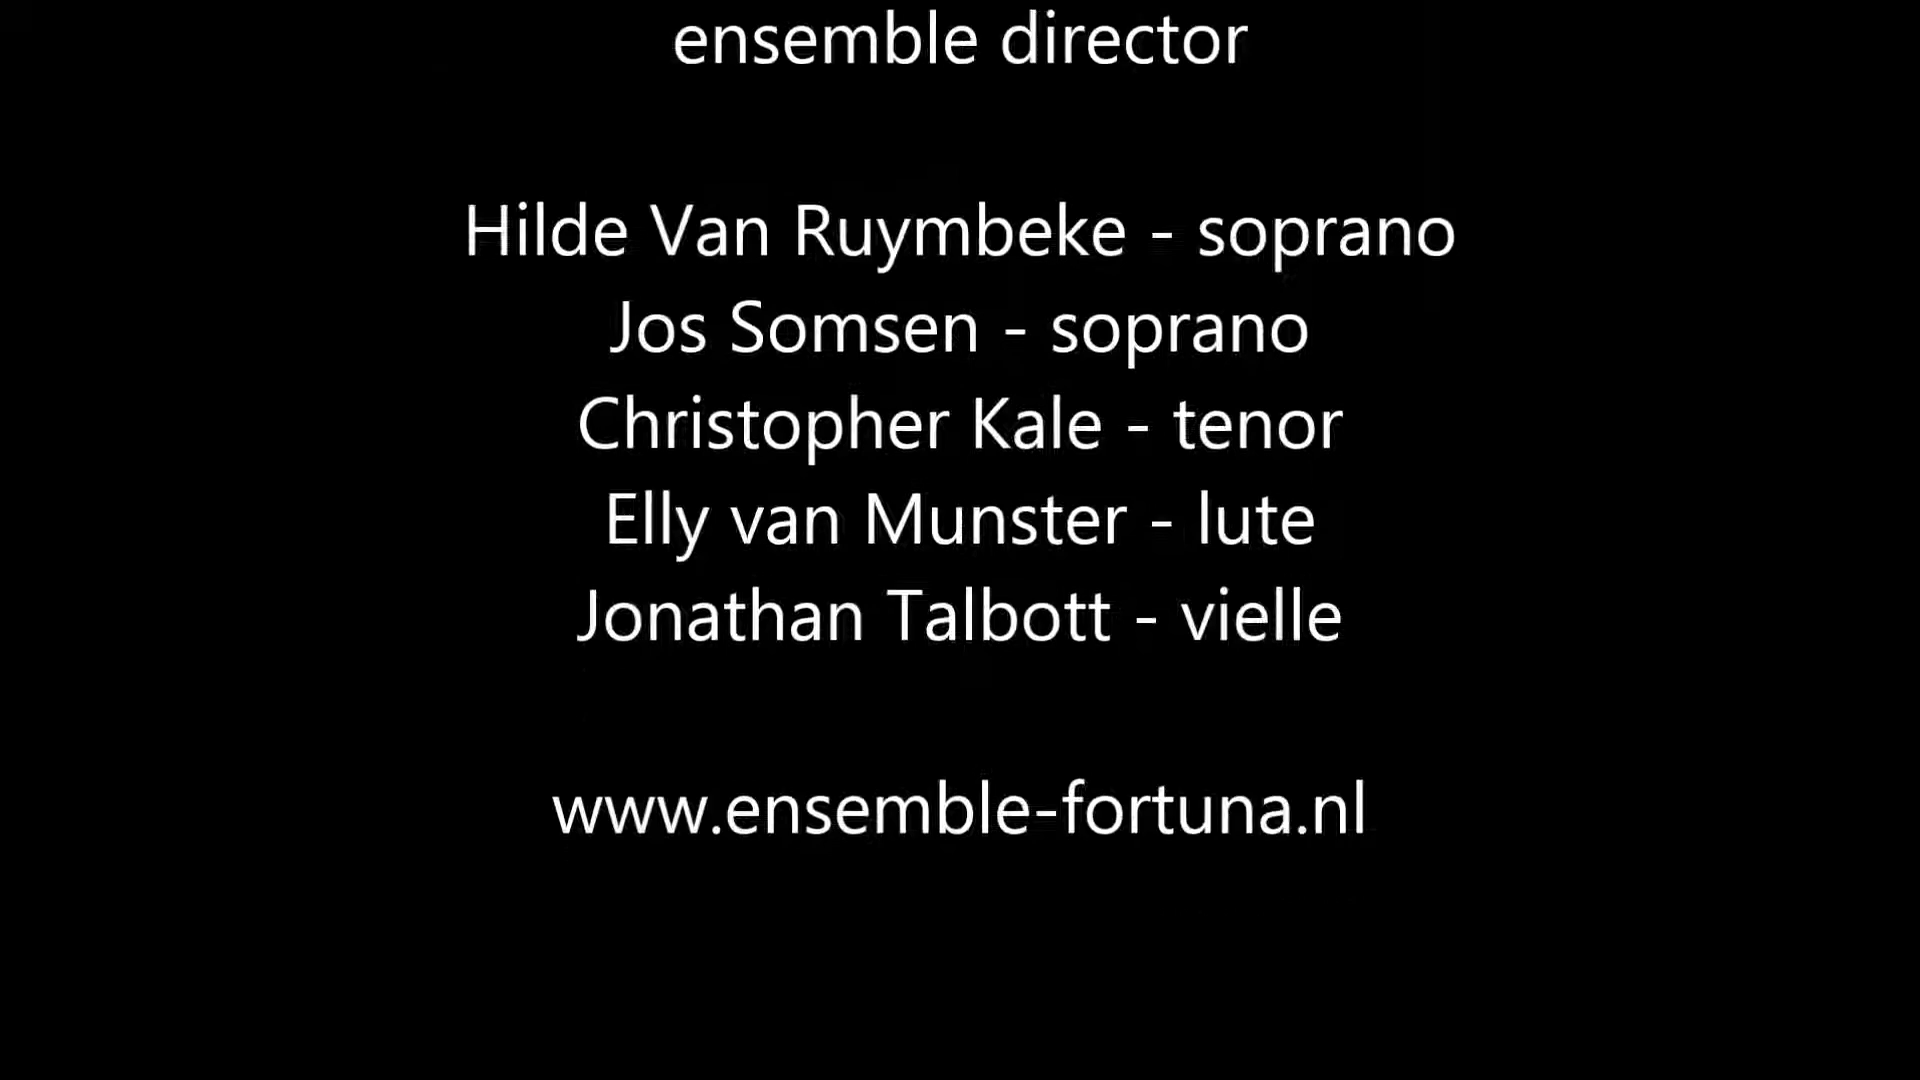 ensemble director
Hilde Van Ruymbeke - soprano
Jos Somsen - soprano
Christopher Kale - tenor
Elly van Munster - lute
Jonathan Talbott - vielle
www.ensemble-fortuna.nl